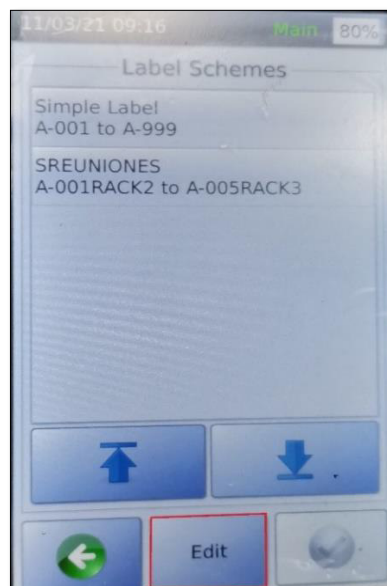 11/03/21 09:16 Main 80%
Label Schemes
Simple Label
A-001 to A-999
SREUNIONES
A-001RACK2 to A-005RACK3
Edit